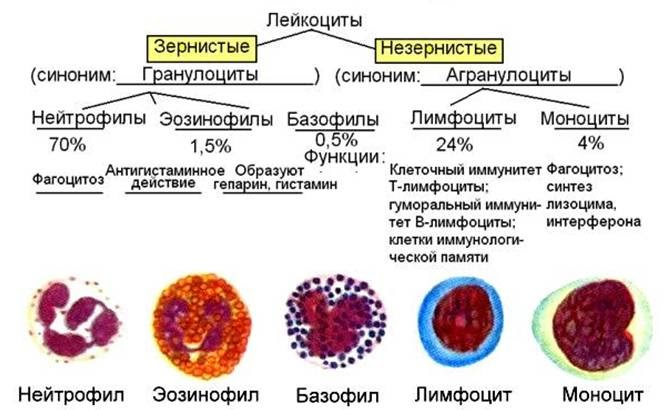 Лейкоциты
Зернистые Незернистые
(синоним: Гранулоциты ) (синоним: Агранулоциты )
Нейтрофилы Эозинофилы Базофилы Лимфоциты Моноциты
70% 1,5% 0,5% 24% 4%
Функции:
Фагоцитоз
Антигистаминное
действие
Образуют
гепарин, гистамин
Клеточный иммунитет
Т-лимфоциты;
гуморальный иммуни-
тет В-лимфоциты;
клетки иммунологи-
ческой памяти
Фагоцитоз;
синтез
лизоцима,
интерферона
Нейтрофил Эозинофил Базофил Лимфоцит Моноцит